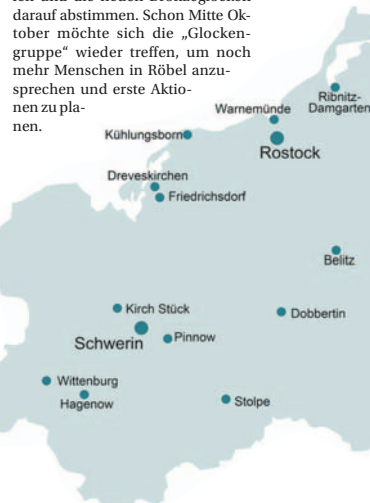 darauf abstimmen. Schon Mitte Ok-
tober möchte sich die „Glocken-
gruppe“ wieder treffen, um noch
mehr Menschen in Röbel anzu-
sprechen und erste Aktio-
nen zu pla-
nen.
Ribnitz-
Damgarten
Warnemünde
Kühlungsborn
Rostock
Dreveskirchen
Friedrichsdorf
Belitz
Kirch Stück
Dobbertin
Schwerin
Pinnow
Wittenburg
Hagenow
Stolpe